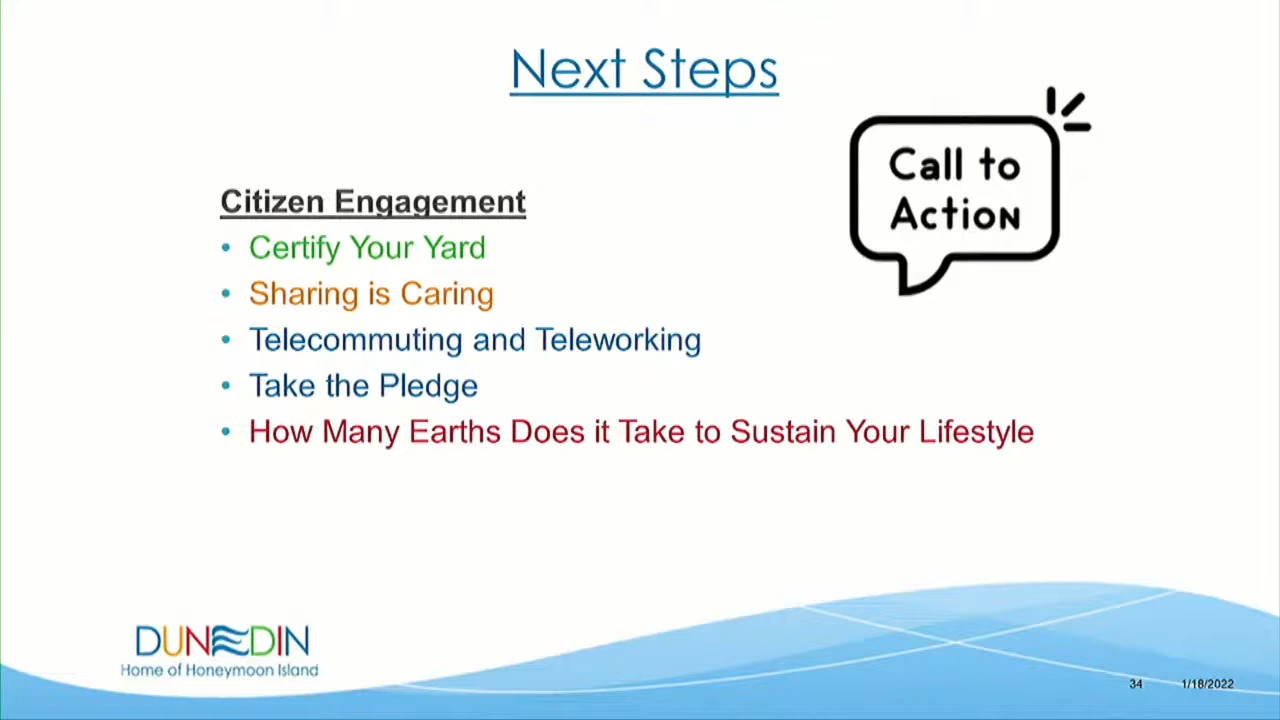 Next Steps
Call to
Action
Citizen Engagement
• Certify Your Yard
• Sharing is Caring
• Telecommuting and Teleworking
• Take the Pledge
• How Many Earths Does it Take to Sustain Your Lifestyle
DUNEDIN
Home of Honeymoon Island
34 1/18/2022